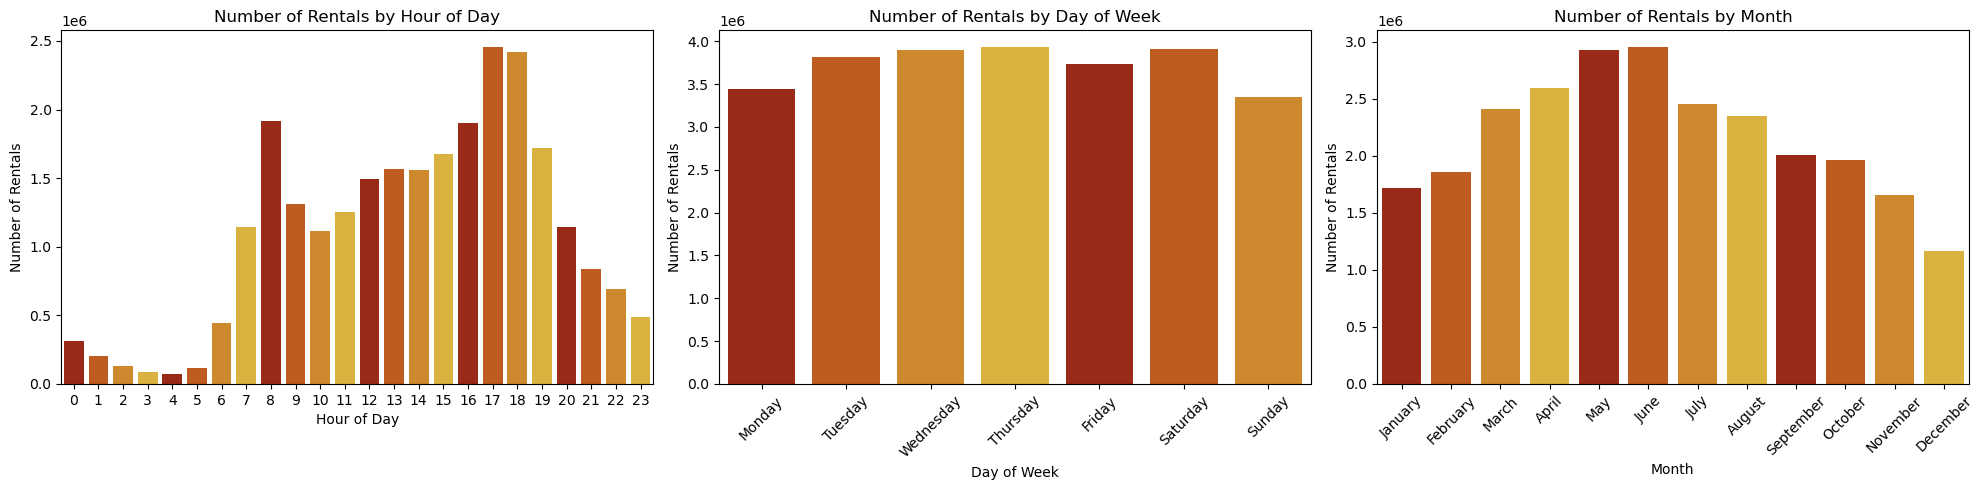 Number of Rentals by Hour of Day
1e6
2.5
2.0
1.5
1.0
0.5
0.0
Number of Rentals
0 1 2 3 4 5 6 7 8 9 10 11 12 13 14 15 16 17 18 19 20 21 22 23
Hour of Day
Number of Rentals by Day of Week
1e6
4.0
3.5
3.0
2.5
2.0
1.5
1.0
0.5
0.0
Number of Rentals
Monday Tuesday Wednesday Thursday Friday Saturday Sunday
Day of Week
Number of Rentals by Month
1e6
3.0
2.5
2.0
1.5
1.0
0.5
0.0
Number of Rentals
January February March April May June July August September October November December
Month